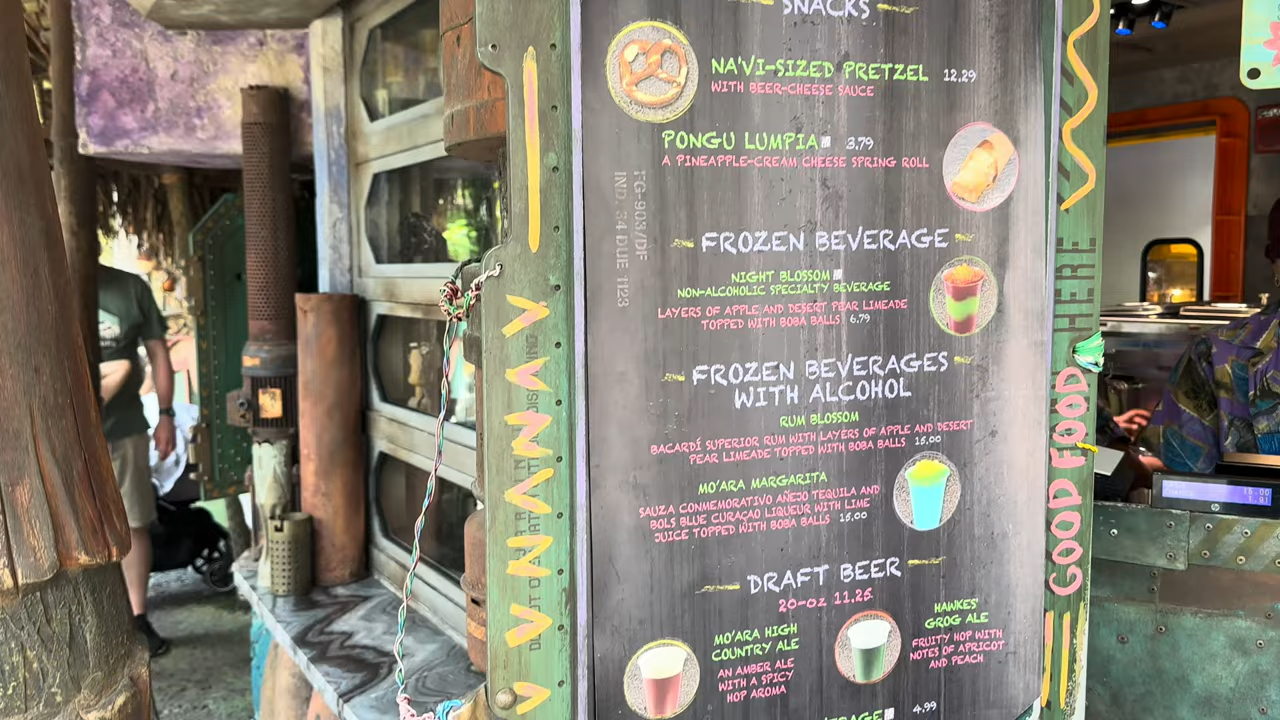 SNACKS
NA'VI-SIZED PRETZEL 12.29
WITH BEER-CHEESE SAUCE
PONGU LUMPIA 3.79
A PINEAPPLE-CREAM CHEESE SPRING ROLL
FG-903/DF
IND. 34 DUE 1123
FROZEN BEVERAGE
NIGHT BLOSSOM
NON-ALCOHOLIC SPECIALTY BEVERAGE
LAYERS OF APPLE AND DESERT PEAR LIMEADE
TOPPED WITH BOBA BALLS 6.79
FROZEN BEVERAGES
WITH ALCOHOL
RUM BLOSSOM
BACARDÍ SUPERIOR RUM WITH LAYERS OF APPLE AND DESERT
PEAR LIMEADE TOPPED WITH BOBA BALLS 15.00
MO'ARA MARGARITA
SAUZA CONMEMORATIVO AÑEJO TEQUILA AND
BOLS BLUE CURAÇAO LIQUEUR WITH LIME
JUICE TOPPED WITH BOBA BALLS 15.00
DRAFT BEER
20-OZ 11.25
MO'ARA HIGH
COUNTRY ALE
AN AMBER ALE
WITH A SPICY
HOP AROMA
HAWKES'
GROG ALE
FRUITY HOP WITH
NOTES OF APRICOT
AND PEACH
4.99
GOOD FOOD HERE
15.00
hp